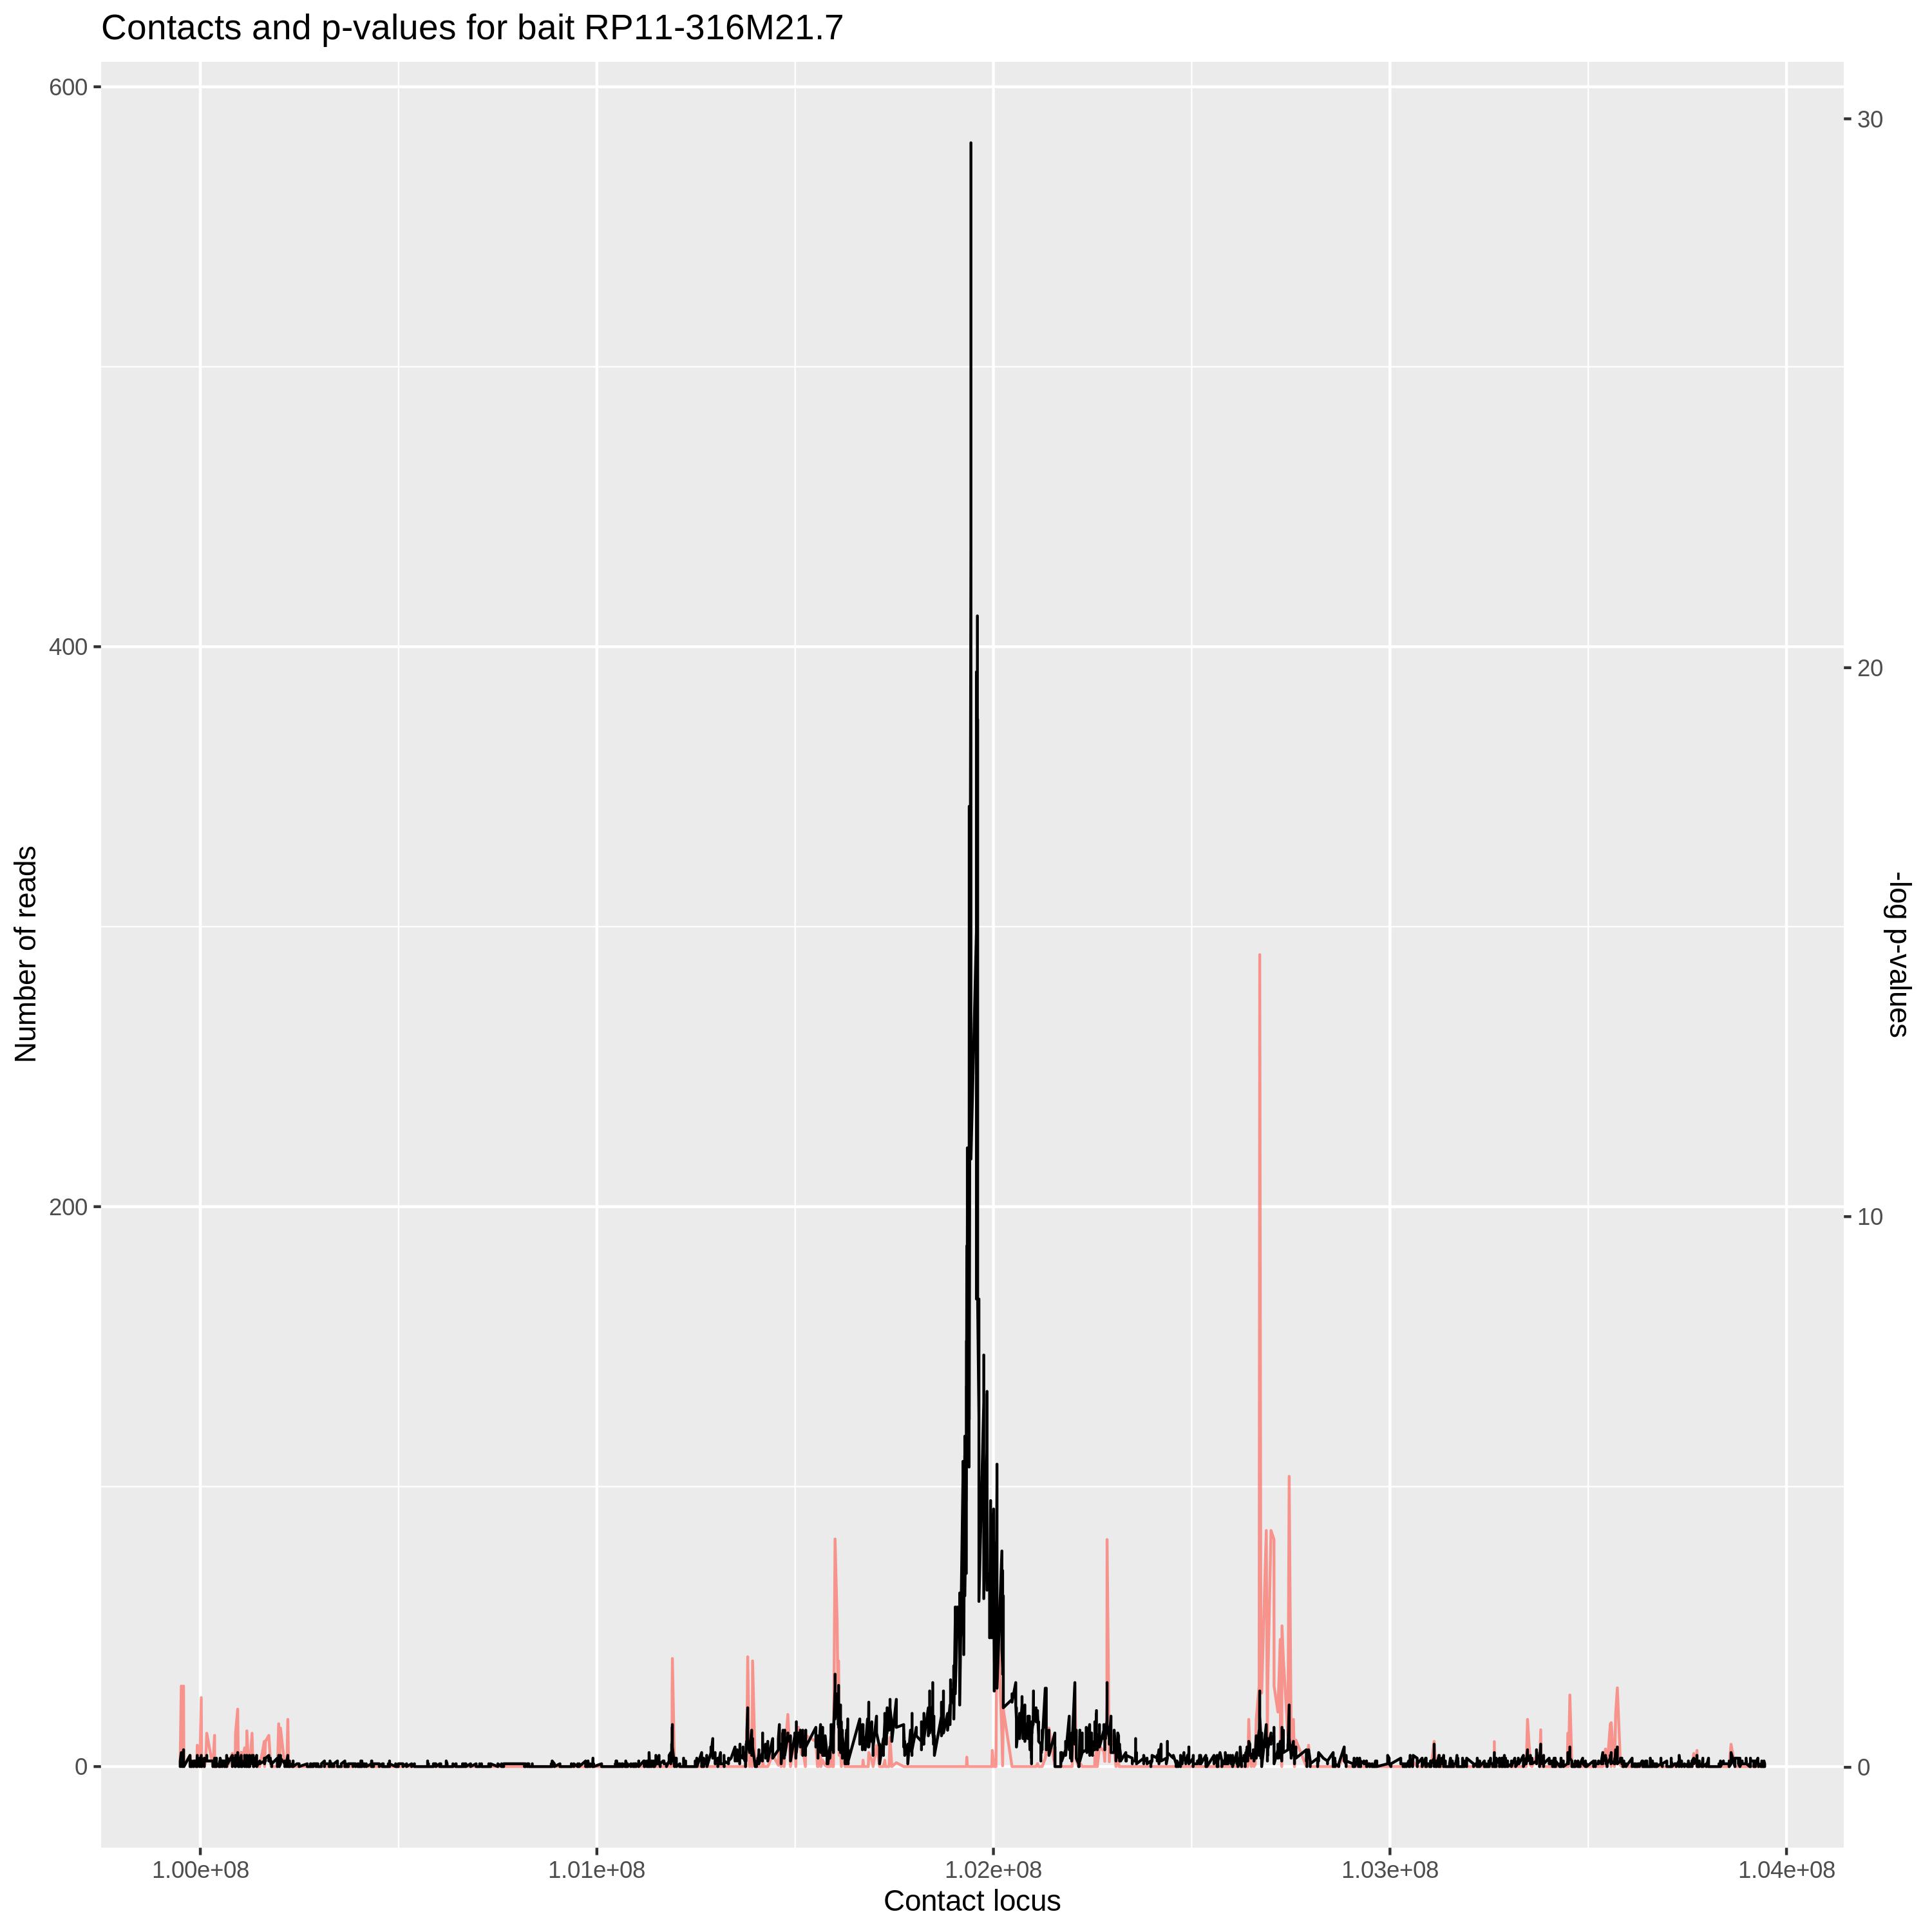 Contacts and p-values for bait RP11-316M21.7
600
400
200
0
Number of reads
30
20
10
0
-log p-values
1.00e+08 1.01e+08 1.02e+08 1.03e+08 1.04e+08
Contact locus